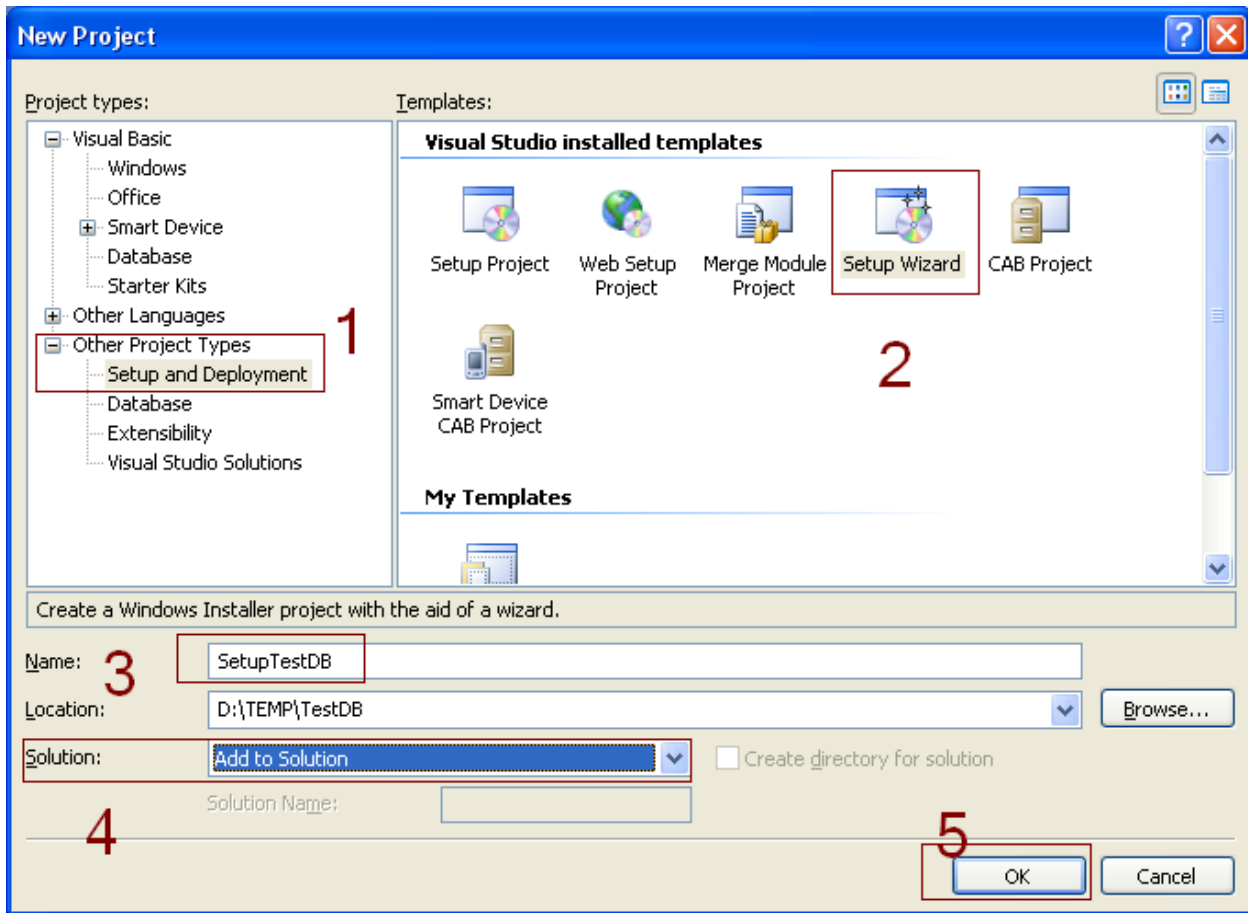 New Project
Project types:
Templates:
Visual Basic
Windows
Office
Smart Device
Database
Starter Kits
Other Languages
Other Project Types
Setup and Deployment
Database
Extensibility
Visual Studio Solutions
1
Visual Studio installed templates
Setup Project
Web Setup
Project
Merge Module
Project
Setup Wizard
CAB Project
2
Smart Device
CAB Project
My Templates
Create a Windows Installer project with the aid of a wizard.
Name:
3
SetupTestDB
Location:
D:\TEMP\TestDB
Browse...
Solution:
Add to Solution
Create directory for solution
4
Solution Name:
5
OK
Cancel